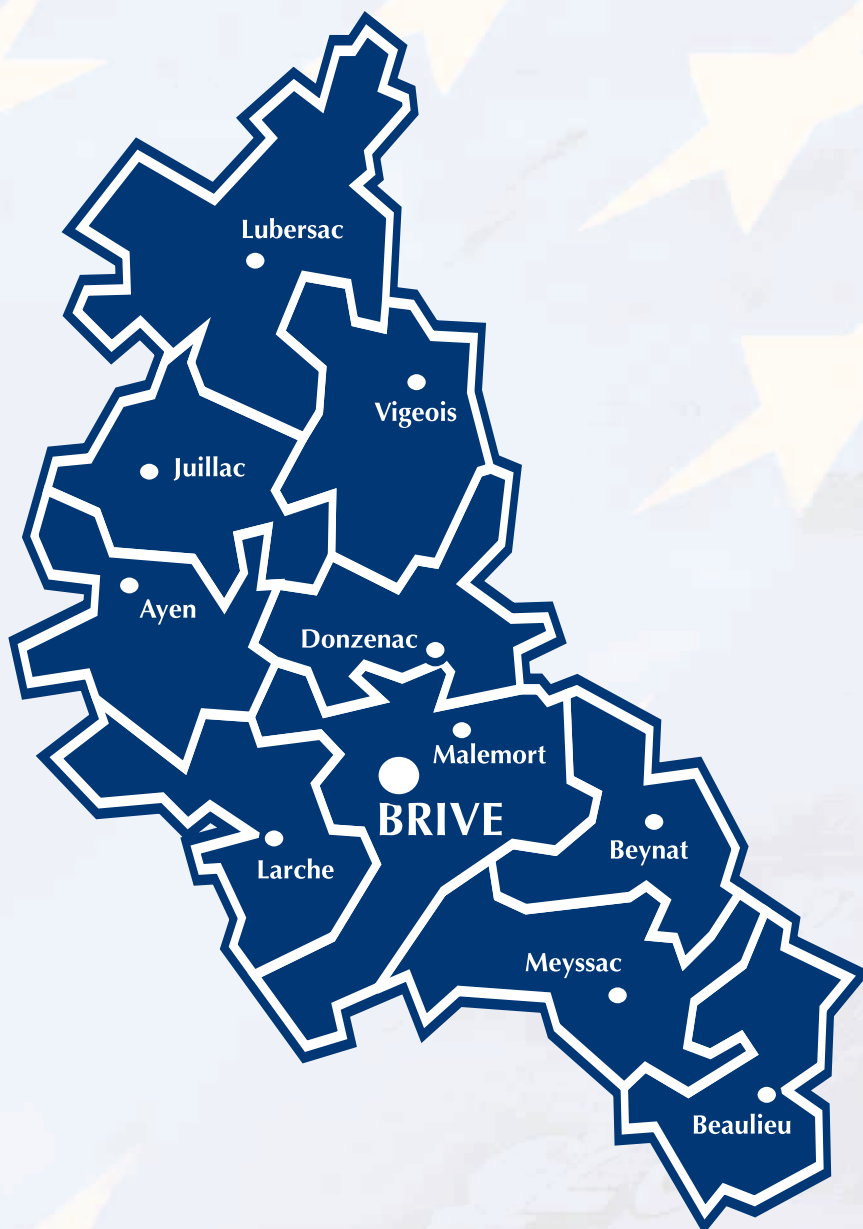 Lubersac
Vigeois
Juillac
Ayen
Donzenac
Malemort
BRIVE
Beynat
Larche
Meyssac
Beaulieu